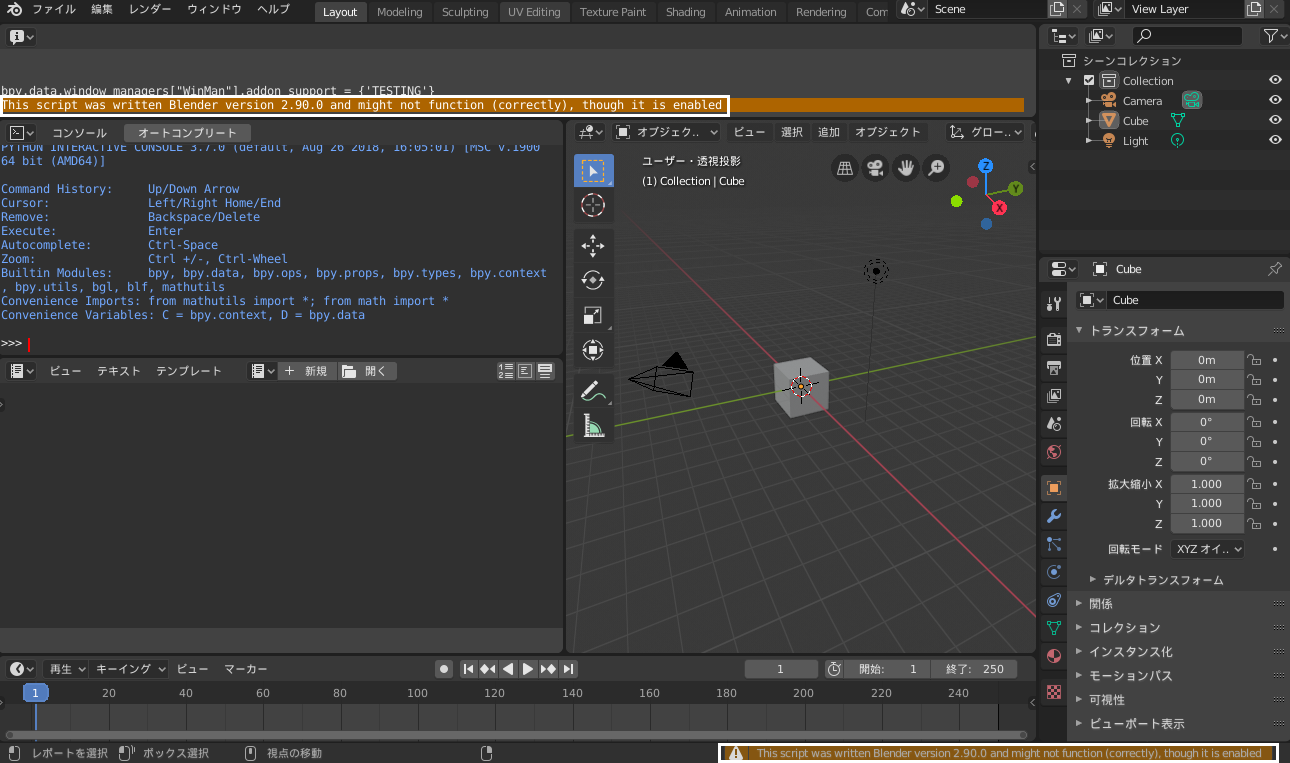 ファイル 編集 レンダー ウィンドウ ヘルプ Layout Modeling Sculpting UV Editing Texture Paint Shading Animation Rendering Com Scene View Layer
bpy.data.window_managers["WinMan"].addon_support = {'TESTING'}
This script was written Blender version 2.90.0 and might not function (correctly), though it is enabled
コンソール オートコンプリート
PYTHON INTERACTIVE CONSOLE 3.7.0 (default, Aug 26 2018, 16:05:01) [MSC v.1900
64 bit (AMD64)]
Command History: Up/Down Arrow
Cursor: Left/Right Home/End
Remove: Backspace/Delete
Execute: Enter
Autocomplete: Ctrl-Space
Zoom: Ctrl +/-, Ctrl-Wheel
Builtin Modules: bpy, bpy.data, bpy.ops, bpy.props, bpy.types, bpy.context
, bpy.utils, bgl, blf, mathutils
Convenience Imports: from mathutils import *; from math import *
Convenience Variables: C = bpy.context, D = bpy.data
>>>
ビュー テキスト テンプレート 新規 開く
オブジェク.. ビュー 選択 追加 オブジェクト グロー..
ユーザー・透視投影
(1) Collection | Cube
Z
Y
X
シーンコレクション
Collection
Camera
Cube
Light
Cube
Cube
トランスフォーム
位置 X 0m
Y 0m
Z 0m
回転 X 0°
Y 0°
Z 0°
拡大縮小 X 1.000
Y 1.000
Z 1.000
回転モード XYZ オイ..
デルタトランスフォーム
関係
コレクション
インスタンス化
モーションパス
可視性
ビューポート表示
再生 キーイング ビュー マーカー 1 開始: 1 終了: 250
1 20 40 60 80 100 120 140 160 180 200 220 240
レポートを選択 ボックス選択 視点の移動
This script was written Blender version 2.90.0 and might not function (correctly), though it is enabled